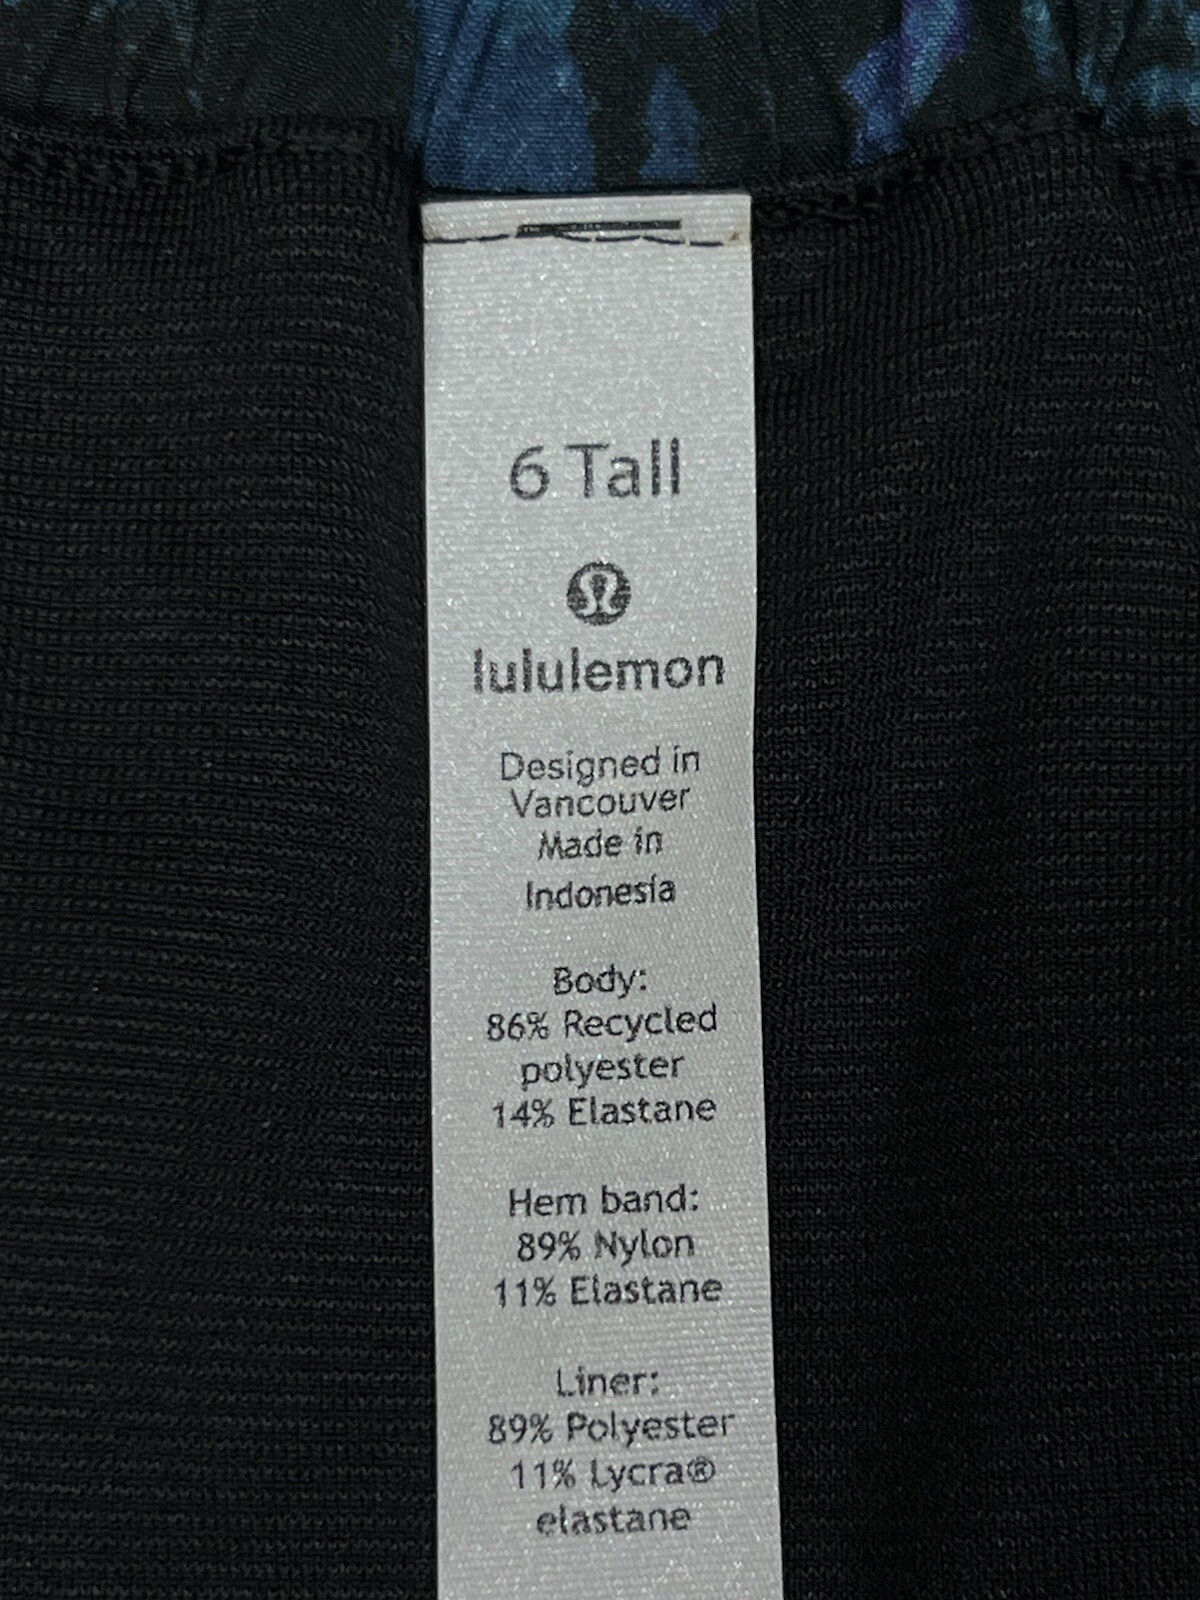 6 Tall
lululemon
Designed in
Vancouver
Made in
Indonesia
Body:
86% Recycled
polyester
14% Elastane
Hem band:
89% Nylon
11% Elastane
Liner:
89% Polyester
11% Lycra®
elastane